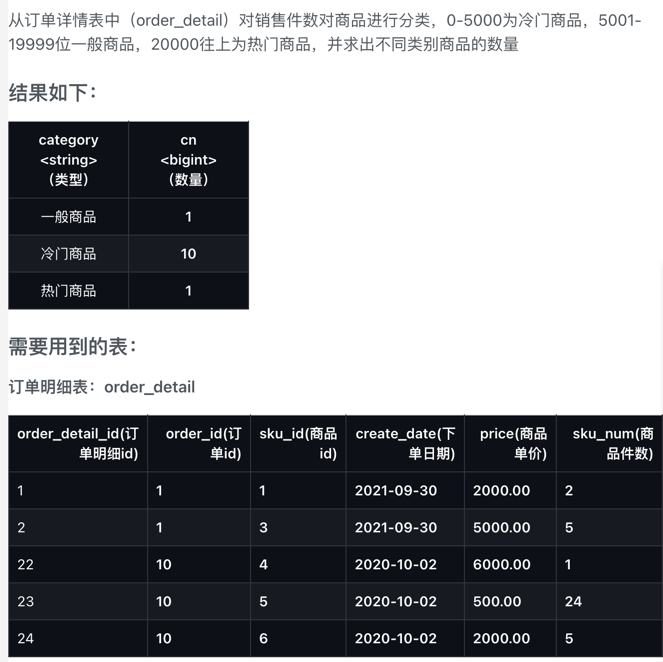 从订单详情表中（order_detail）对销售件数对商品进行分类，0-5000为冷门商品，5001-
19999位一般商品，20000往上为热门商品，并求出不同类别商品的数量
结果如下：
category
<string>
（类型）
cn
<bigint>
（数量）
一般商品 1
冷门商品 10
热门商品 1
需要用到的表：
订单明细表：order_detail
order_detail_id(订
单明细id)
order_id(订
单id)
sku_id(商品
id)
create_date(下
单日期)
price(商品
单价)
sku_num(商
品件数)
1 1 1 2021-09-30 2000.00 2
2 1 3 2021-09-30 5000.00 5
22 10 4 2020-10-02 6000.00 1
23 10 5 2020-10-02 500.00 24
24 10 6 2020-10-02 2000.00 5